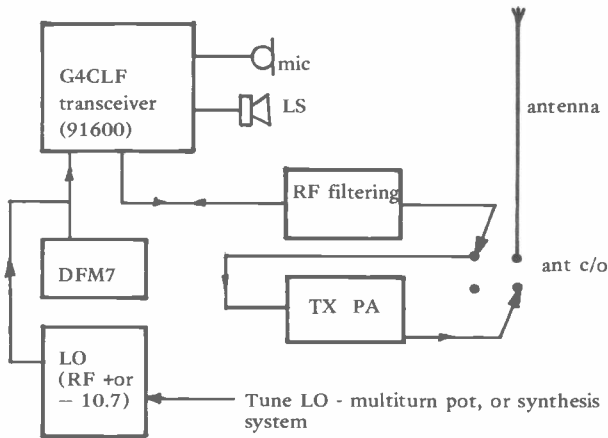 G4CLF
transceiver
(91600)
mic
LS
antenna
RF filtering
DFM7
TX PA
ant c/o
LO
(RF +or
-- 10.7)
Tune LO - multiturn pot, or synthesis
system